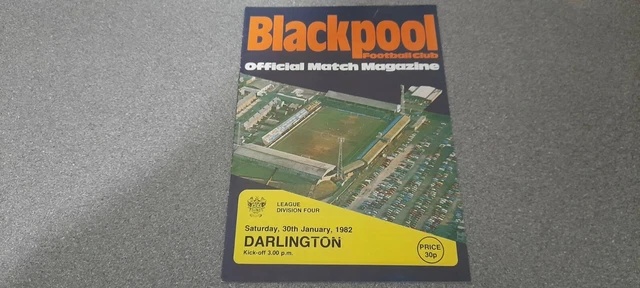 Blackpool
Football Club
Official Match Magazine
LEAGUE
DIVISION FOUR
Saturday, 30th January, 1982
DARLINGTON
Kick-off 3.00 p.m.
PRICE
30p